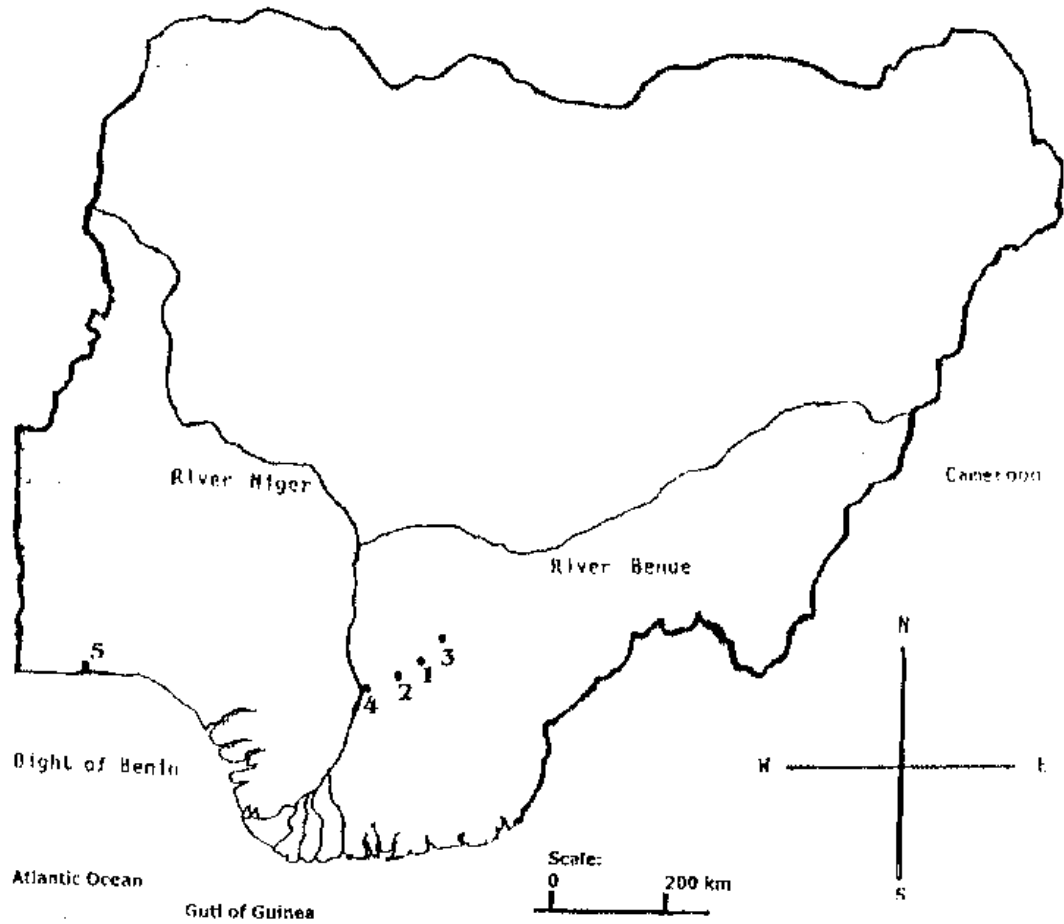 River Niger
Cameroon
River Benue
N
5
3
1
2
4
Bight of Benin
W
E
Scale:
0
200 km
Atlantic Ocean
S
Gutl of Guinea